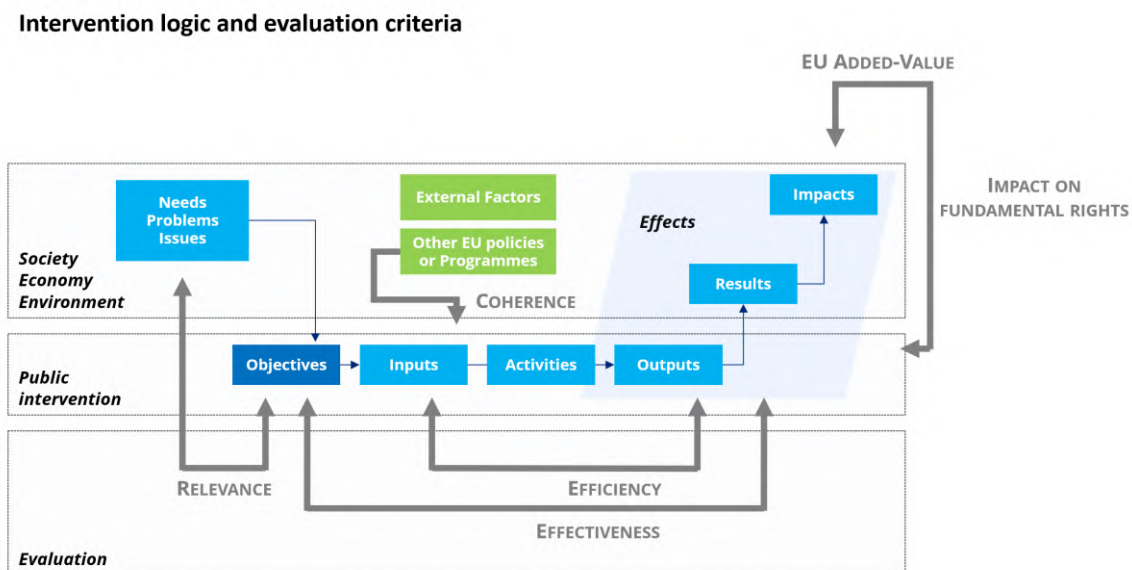 Intervention logic and evaluation criteria
EU ADDED-VALUE
IMPACT ON
FUNDAMENTAL RIGHTS
Needs
Problems
Issues
External Factors
Other EU policies
or Programmes
Effects
Impacts
Results
Society
Economy
Environment
COHERENCE
Objectives
Inputs
Activities
Outputs
Public
intervention
RELEVANCE
EFFICIENCY
EFFECTIVENESS
Evaluation